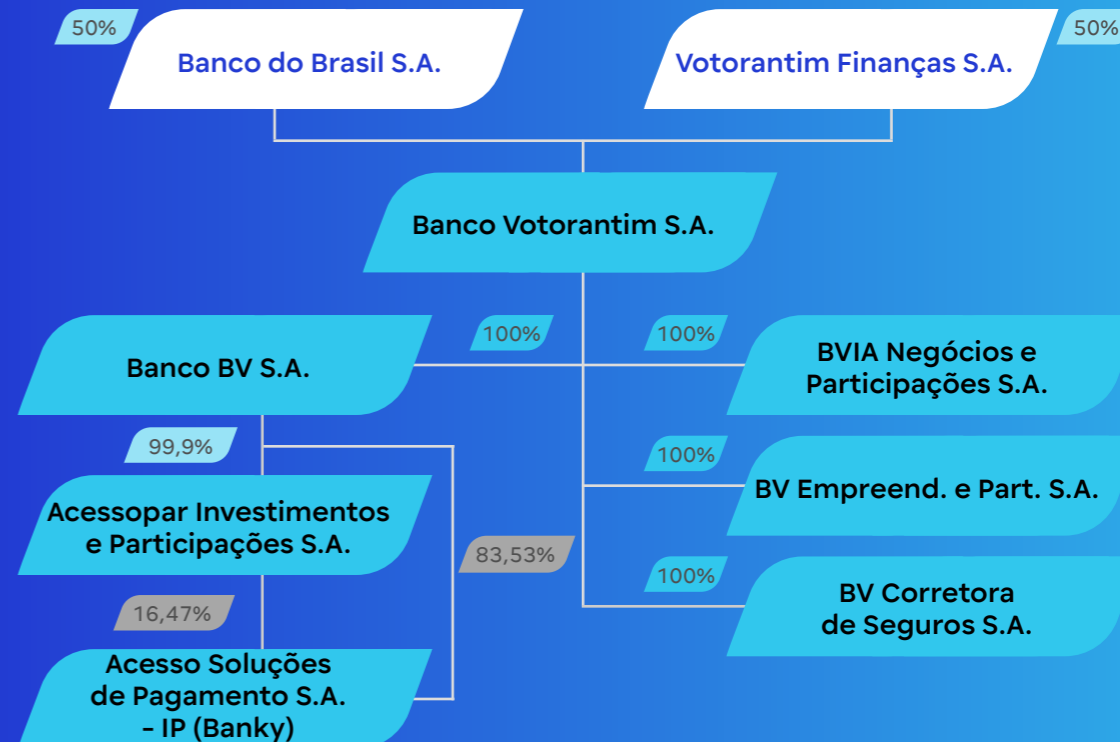 50%
Banco do Brasil S.A.
Votorantim Finanças S.A.
50%
Banco Votorantim S.A.
Banco BV S.A.
100%
100%
BVIA Negócios e
Participações S.A.
99,9%
100%
BV Empreend. e Part. S.A.
Acessopar Investimentos
e Participações S.A.
83,53%
100%
BV Corretora
de Seguros S.A.
16,47%
Acesso Soluções
de Pagamento S.A.
- IP (Banky)